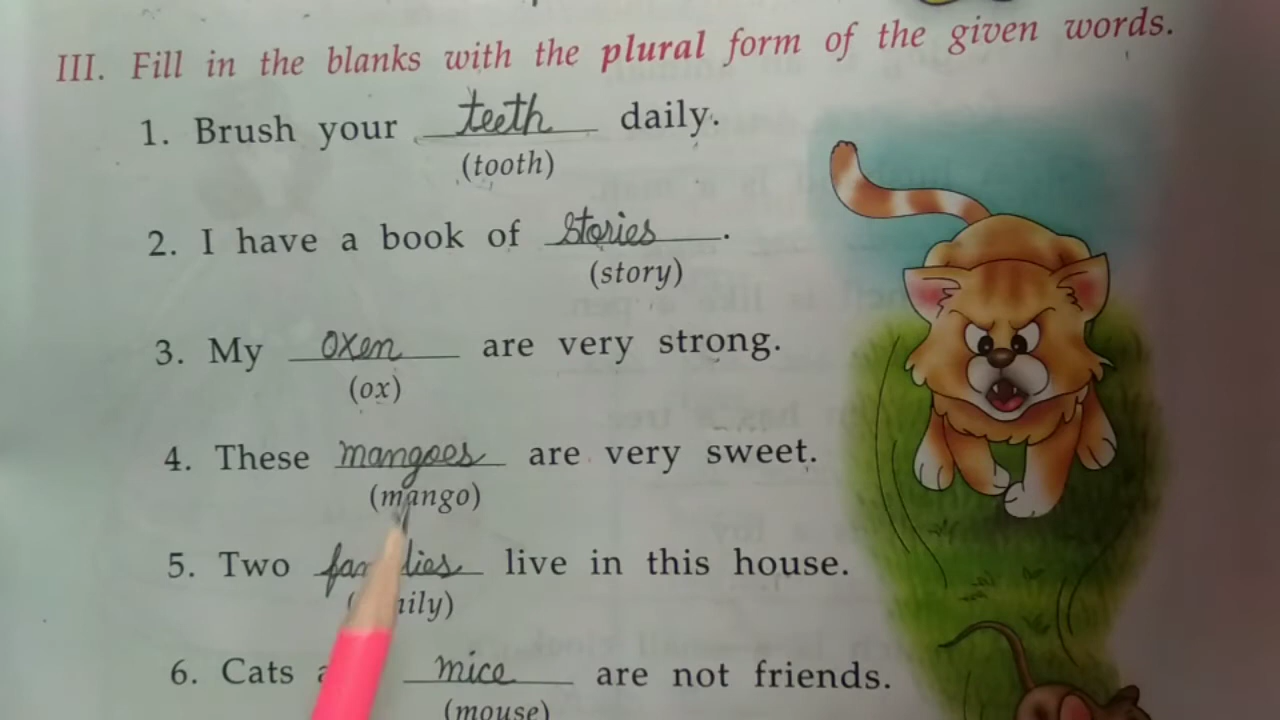 III. Fill in the blanks with the plural form of the given words.
1. Brush your teeth daily.
(tooth)
2. I have a book of stories.
(story)
3. My oxen are very strong.
(ox)
4. These mangoes are very sweet.
(mango)
5. Two families live in this house.
6. Cats mice are not friends.
(mouse)